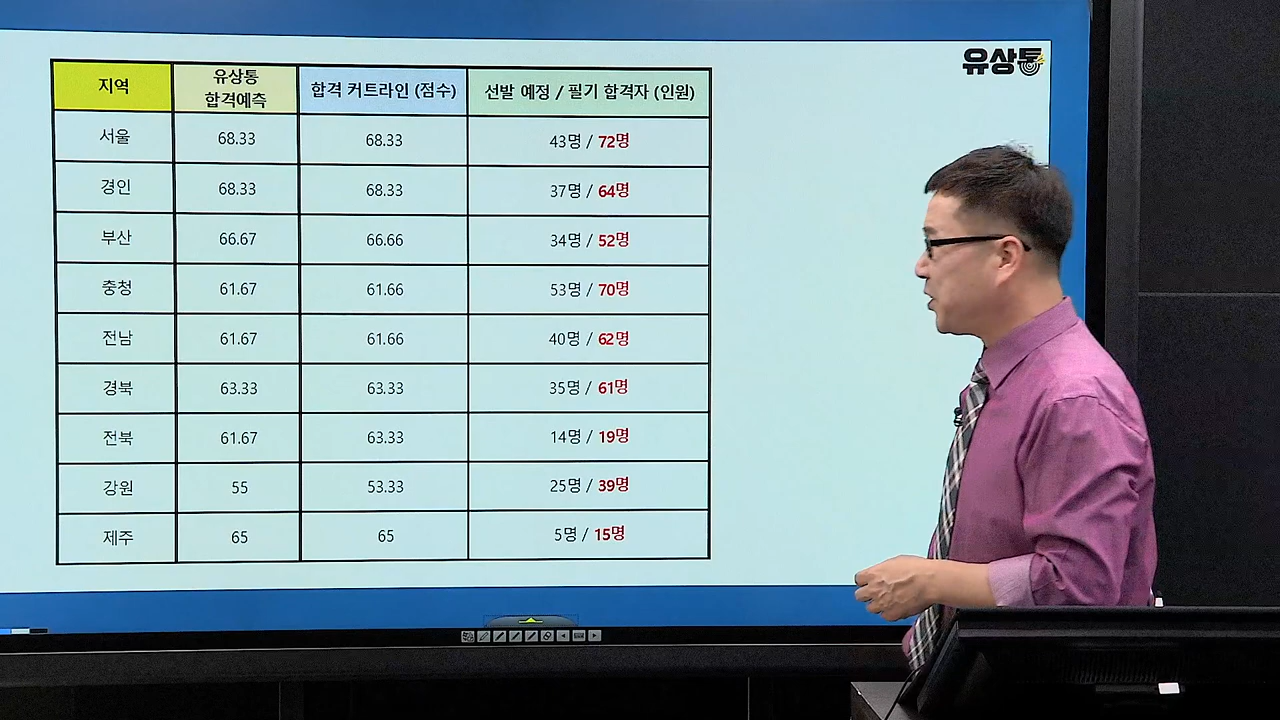 유상통
지역 유상통 합격예측 합격 커트라인 (점수) 선발 예정 / 필기 합격자 (인원)
서울 68.33 68.33 43명 / 72명
경인 68.33 68.33 37명 / 64명
부산 66.67 66.66 34명 / 52명
충청 61.67 61.66 53명 / 70명
전남 61.67 61.66 40명 / 62명
경북 63.33 63.33 35명 / 61명
전북 61.67 63.33 14명 / 19명
강원 55 53.33 25명 / 39명
제주 65 65 5명 / 15명